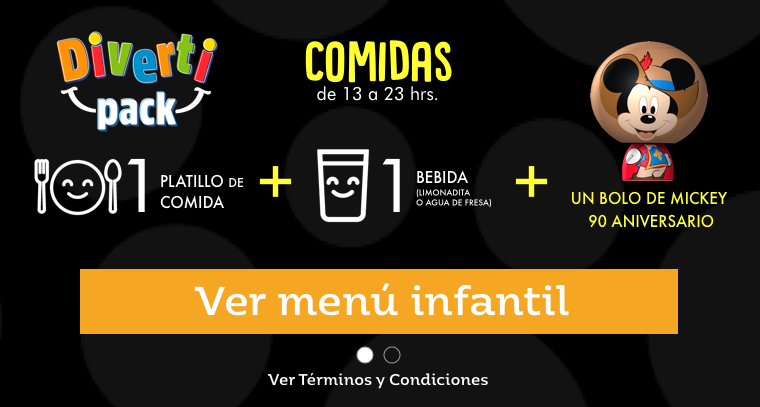 Diverti
pack
COMIDAS
de 13 a 23 hrs.
1 PLATILLO DE
COMIDA
+
1 BEBIDA
(LIMONADITA
O AGUA DE FRESA)
+
UN BOLO DE MICKEY
90 ANIVERSARIO
Ver menú infantil
Ver Términos y Condiciones